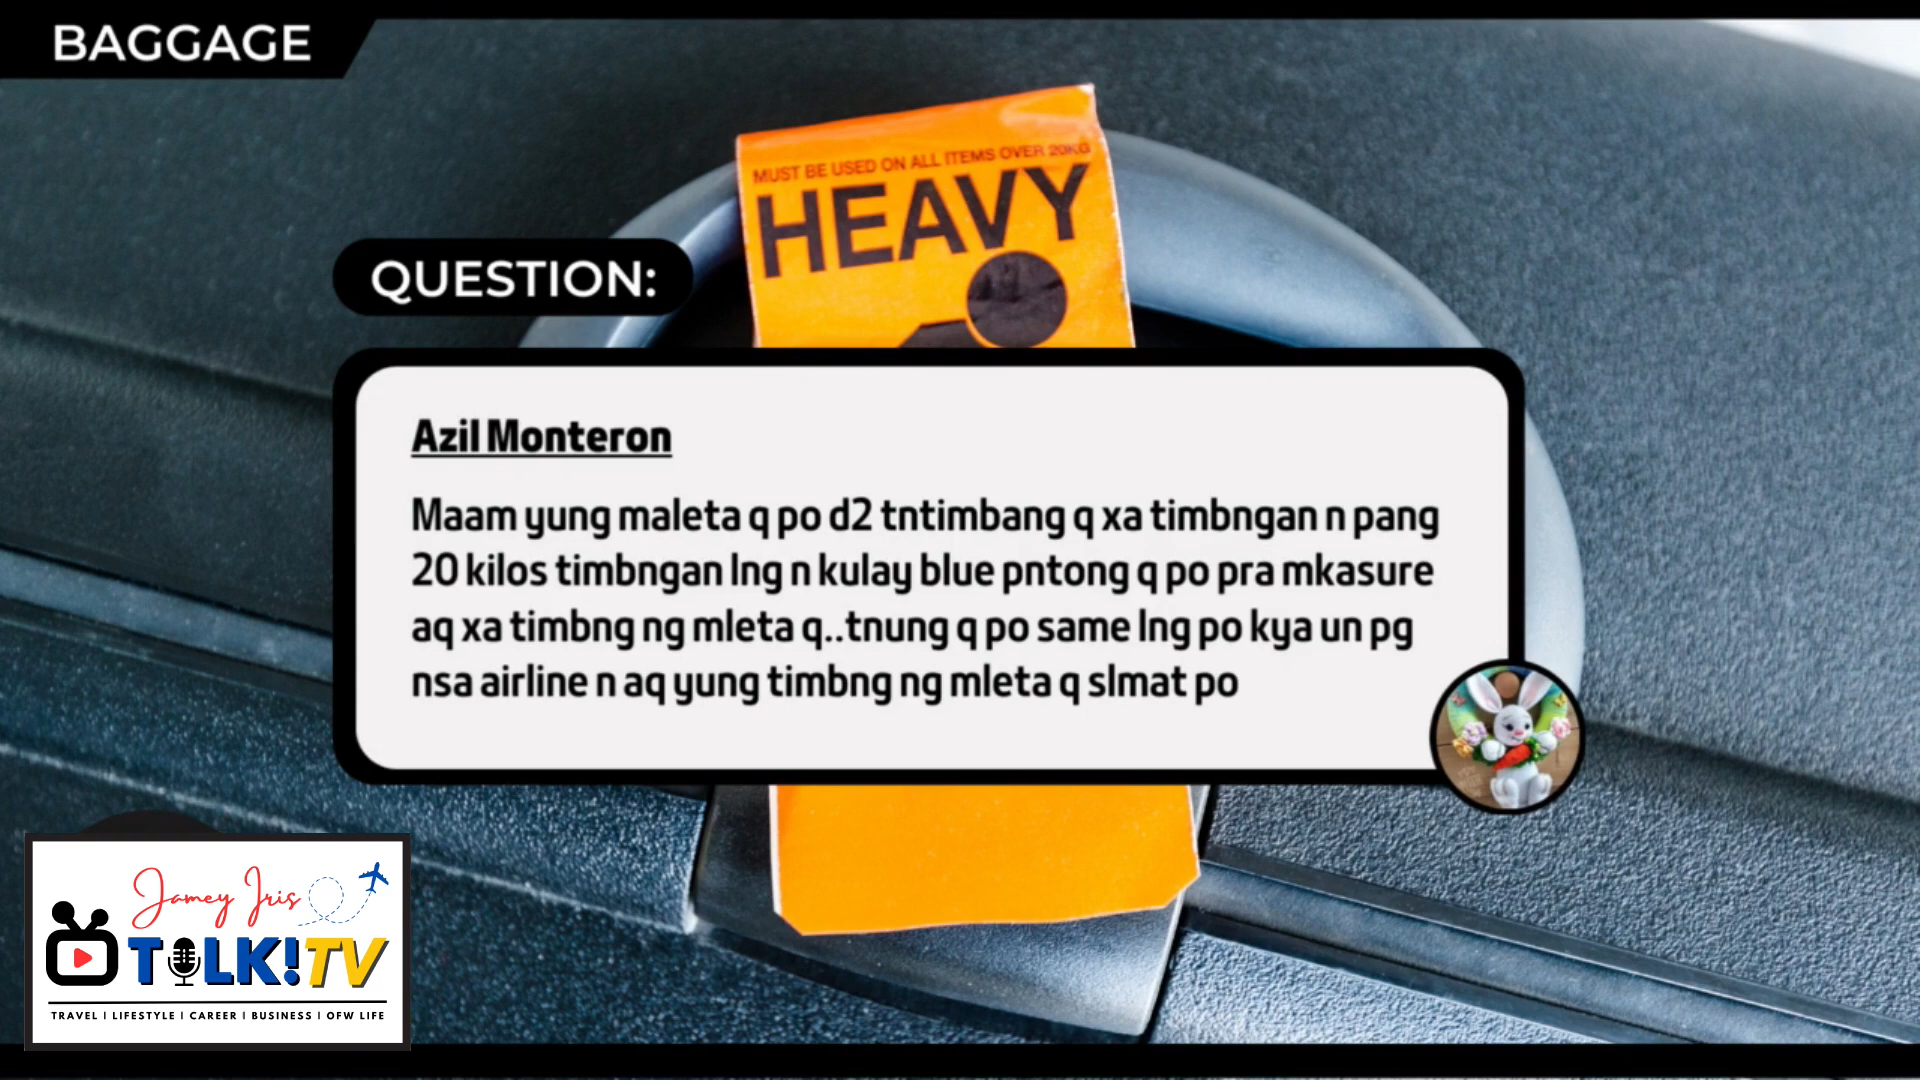 BAGGAGE
MUST BE USED ON ALL ITEMS OVER 20KG
HEAVY
QUESTION:
Azil Monteron
Maam yung maleta q po d2 tntimbang q xa timbngan n pang
20 kilos timbngan lng n kulay blue pntong q po pra mkasure
aq xa timbng ng mleta q..tnung q po same lng po kya un pg
nsa airline n aq yung timbng ng mleta q slmat po
Jamey Jris
TALK!TV
TRAVEL | LIFESTYLE | CAREER | BUSINESS | OFW LIFE